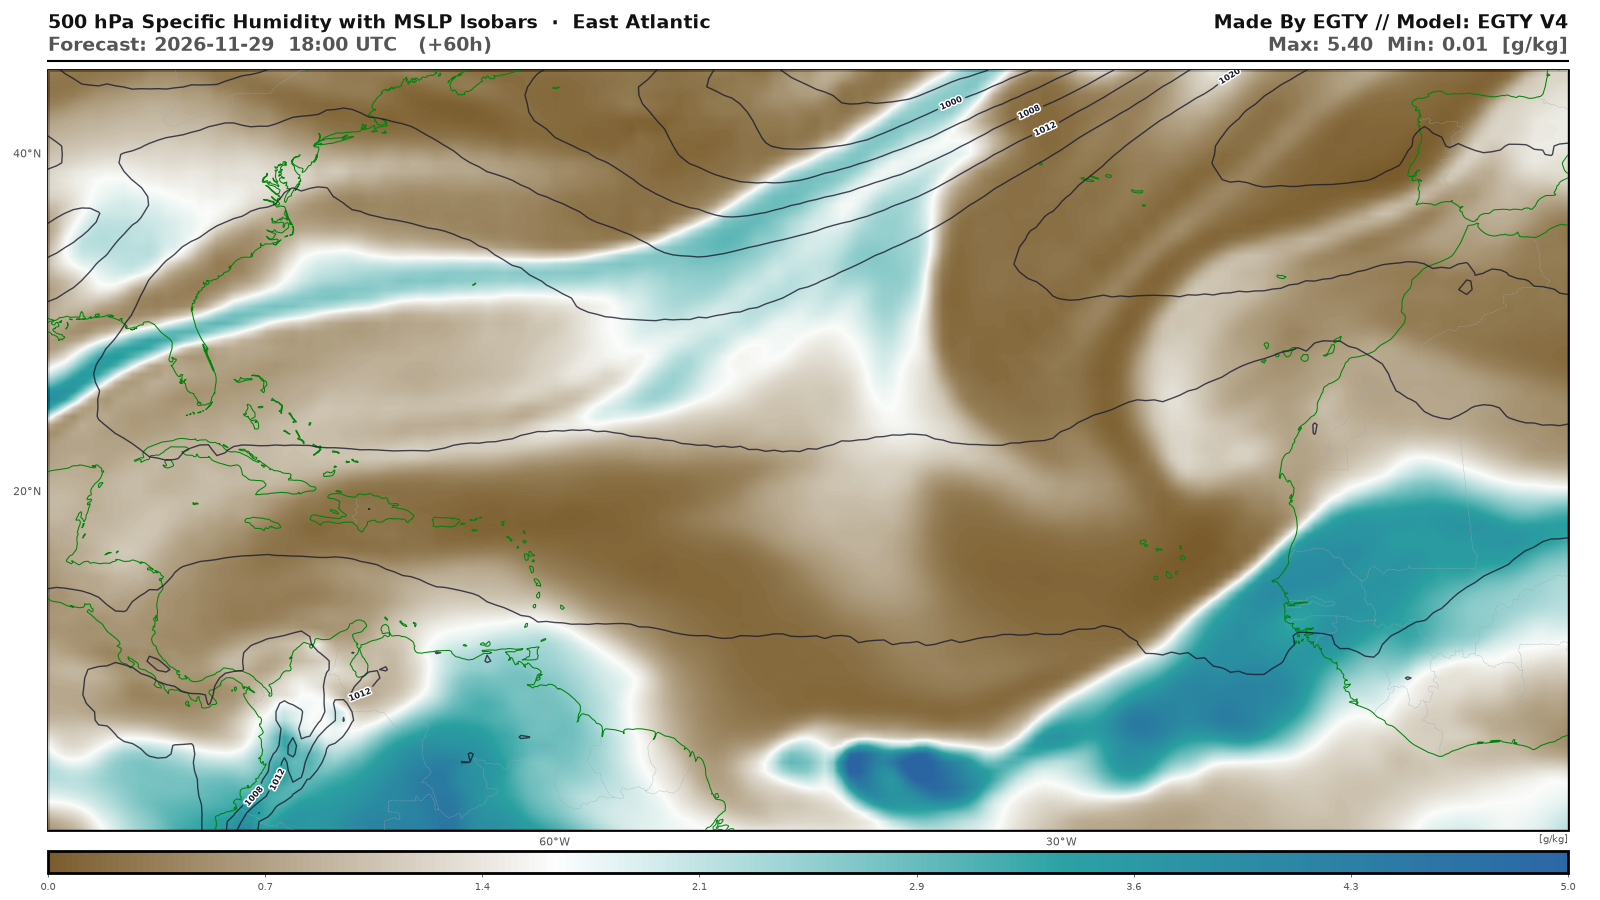 500 hPa Specific Humidity with MSLP Isobars · East Atlantic
Made By EGTY // Model: EGTY V4
Forecast: 2026-11-29 18:00 UTC (+60h)
Max: 5.40 Min: 0.01 [g/kg]
1020
1000
1008
1012
40°N
20°N
1012
1012
1008
60°W
30°W
[g/kg]
0.0
0.7
1.4
2.1
2.9
3.6
4.3
5.0